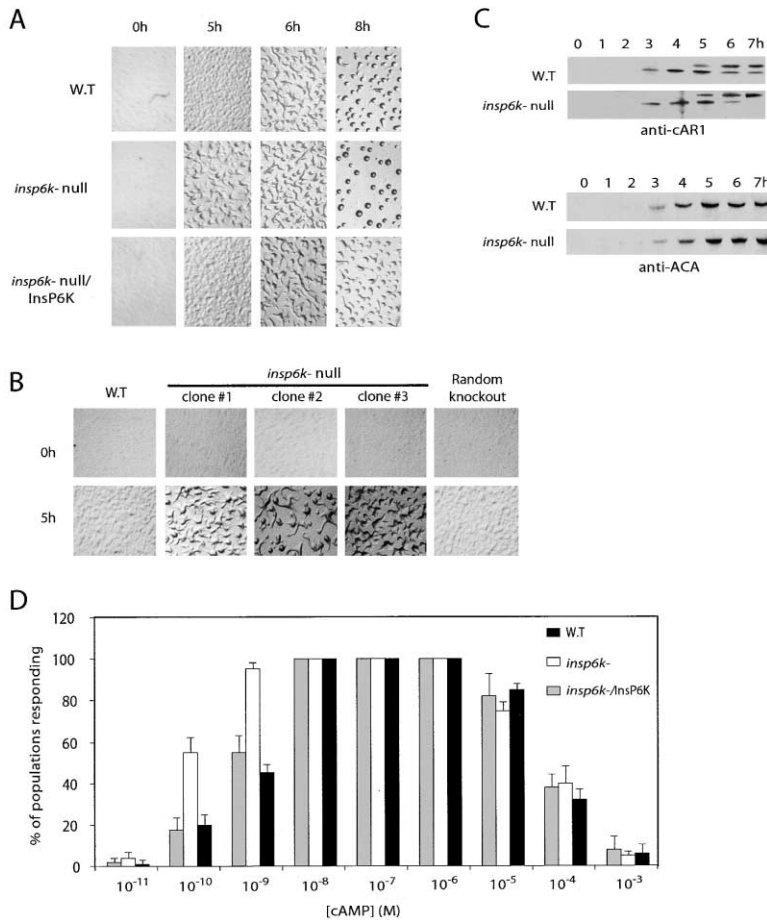 A
0h 5h 6h 8h
W.T
insp6k- null
insp6k- null/
InsP6K
B
insp6k- null
W.T clone #1 clone #2 clone #3 Random
knockout
0h
5h
C
0 1 2 3 4 5 6 7h
W.T
insp6k- null
anti-cAR1
0 1 2 3 4 5 6 7h
W.T
insp6k- null
anti-ACA
D
% of populations responding
120
100
80
60
40
20
0
W.T
insp6k-
insp6k-/InsP6K
10-11 10-10 10-9 10-8 10-7 10-6 10-5 10-4 10-3
[cAMP] (M)